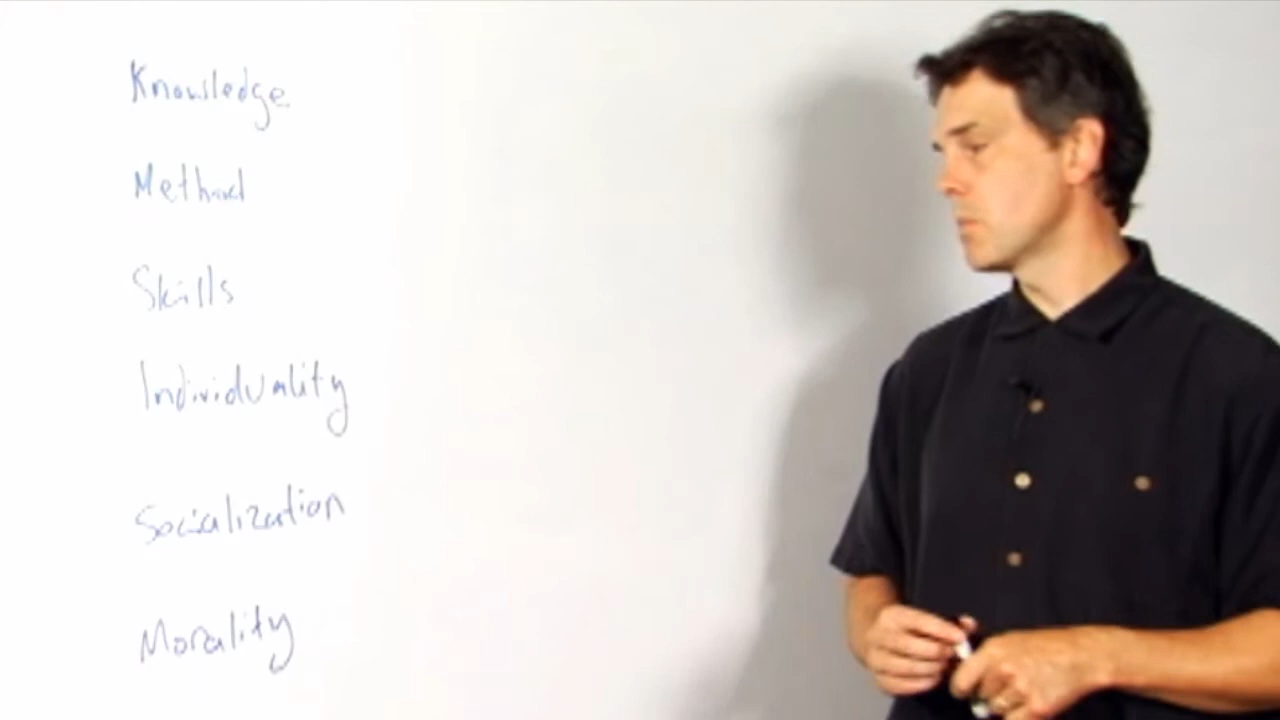 Knowledge
Method
Skills
Individuality
Socialization
Morality